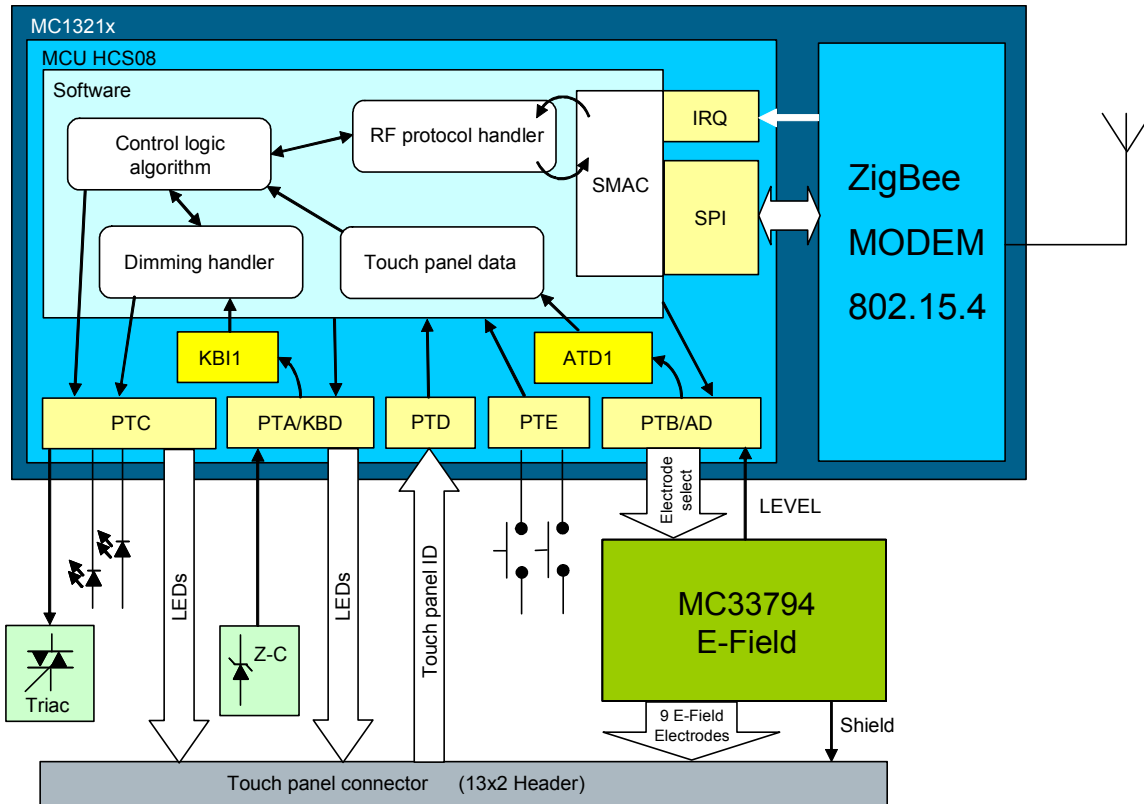 MC1321x
MCU HCS08
Software
Control logic
algorithm
RF protocol handler
SMAC
IRQ
SPI
ZigBee
MODEM
802.15.4
Dimming handler
Touch panel data
KBI1
ATD1
PTC
PTA/KBD
PTD
PTE
PTB/AD
Electrode
select
LEVEL
LEDs
LEDs
Touch panel ID
MC33794
E-Field
Triac
Z-C
9 E-Field
Electrodes
Shield
Touch panel connector (13x2 Header)